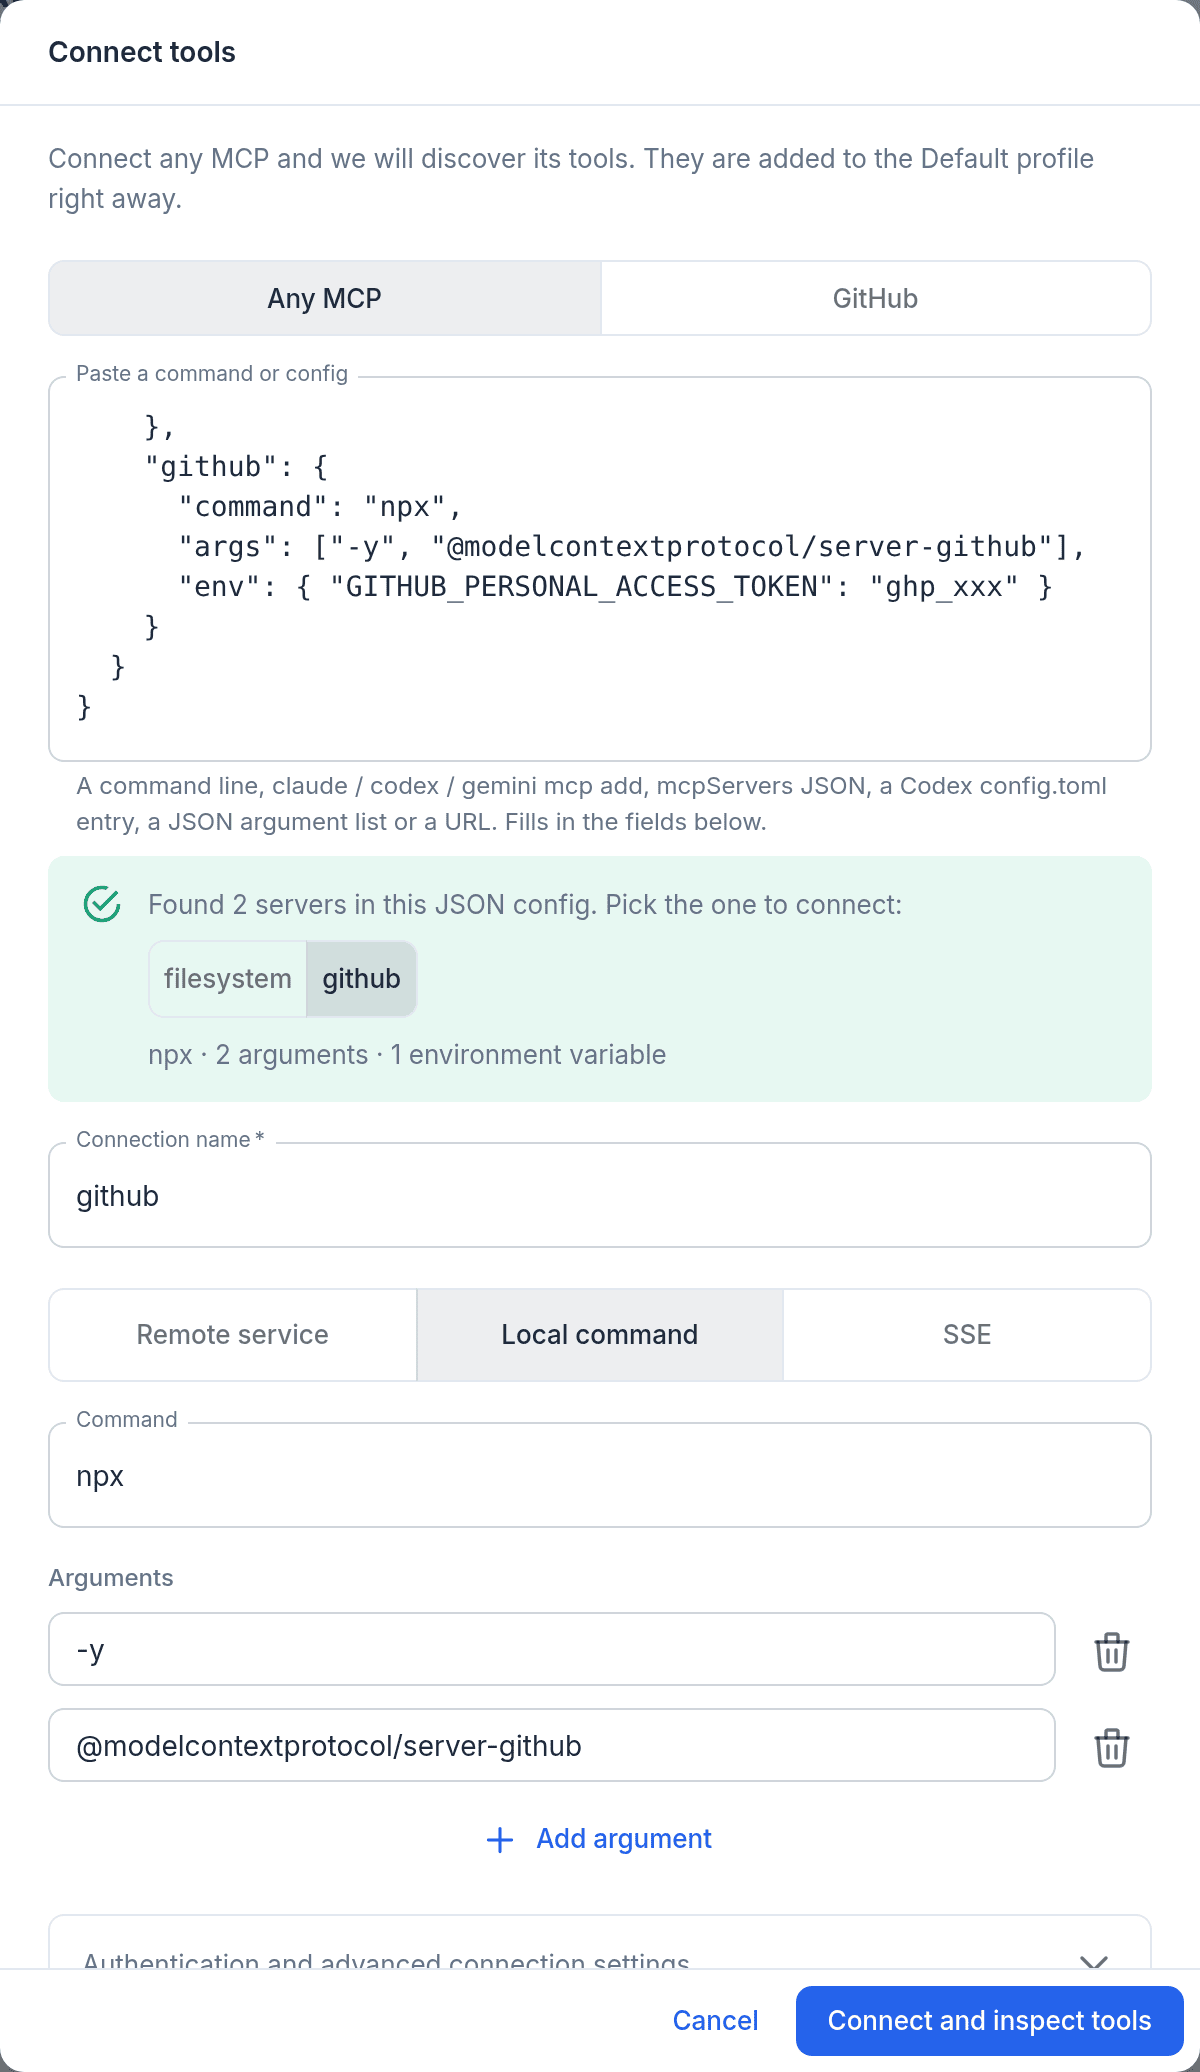 Connect tools
Connect any MCP and we will discover its tools. They are added to the Default profile
right away.
Any MCP
GitHub
Paste a command or config
    },
    "github": {
      "command": "npx",
      "args": ["-y", "@modelcontextprotocol/server-github"],
      "env": { "GITHUB_PERSONAL_ACCESS_TOKEN": "ghp_xxx" }
    }
  }
}
A command line, claude / codex / gemini mcp add, mcpServers JSON, a Codex config.toml
entry, a JSON argument list or a URL. Fills in the fields below.
Found 2 servers in this JSON config. Pick the one to connect:
filesystem
github
npx · 2 arguments · 1 environment variable
Connection name *
github
Remote service
Local command
SSE
Command
npx
Arguments
-y
@modelcontextprotocol/server-github
Add argument
Authentication and advanced connection settings
Cancel
Connect and inspect tools